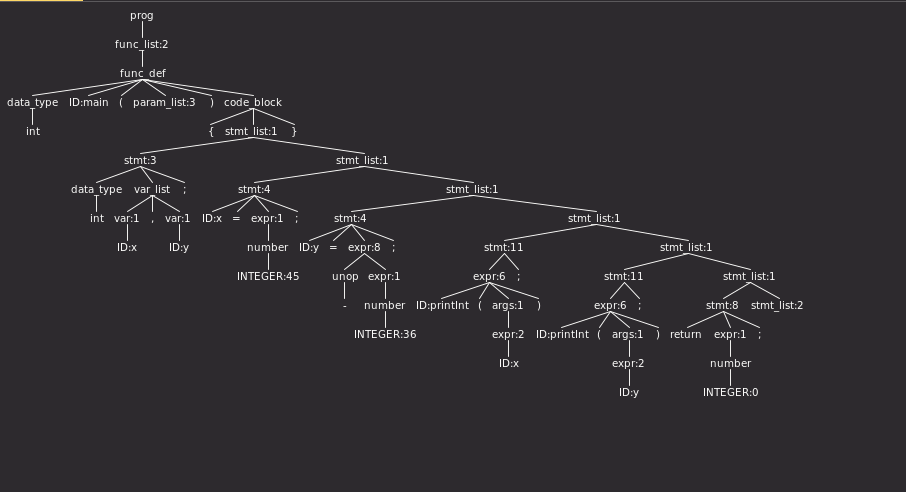 prog
func_list:2
func_def
data_type ID:main ( param_list:3 ) code_block
int { stmt_list:1 }
stmt:3 stmt_list:1
data_type var_list ; stmt:4 stmt_list:1
int var:1 , var:1 ID:x = expr:1 ; stmt:4 stmt_list:1
ID:x ID:y number ID:y = expr:8 ; stmt:11 stmt_list:1
INTEGER:45 unop expr:1 expr:6 ; stmt:11 stmt_list:1
- number ID:printInt ( args:1 ) expr:6 ; stmt:8 stmt_list:2
INTEGER:36 expr:2 ID:printInt ( args:1 ) return expr:1 ;
ID:x expr:2 number
ID:y INTEGER:0